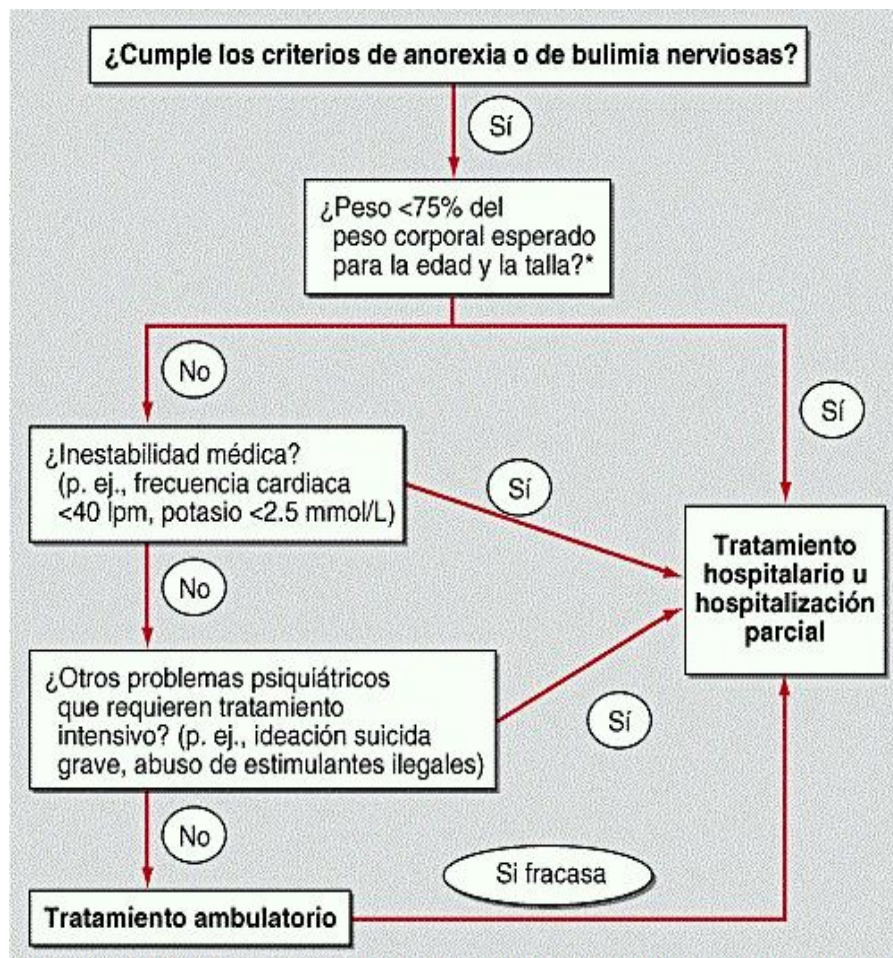 ¿Cumple los criterios de anorexia o de bulimia nerviosas?
Sí
¿Peso <75% del
peso corporal esperado
para la edad y la talla?*
No
Sí
¿Inestabilidad médica?
(p. ej., frecuencia cardiaca
<40 lpm, potasio <2.5 mmol/L)
Sí
Tratamiento
hospitalario u
hospitalización
parcial
No
¿Otros problemas psiquiátricos
que requieren tratamiento
intensivo? (p. ej., ideación suicida
grave, abuso de estimulantes ilegales)
Sí
No
Si fracasa
Tratamiento ambulatorio